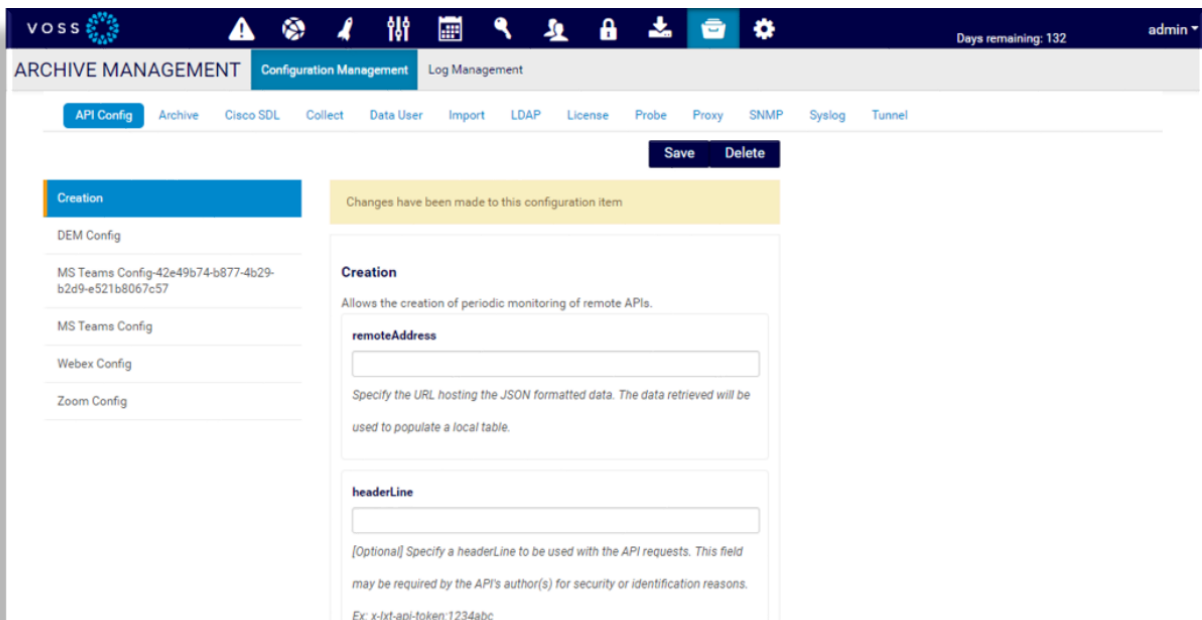 VOSS
Days remaining: 132
admin
ARCHIVE MANAGEMENT
Configuration Management
Log Management
API Config
Archive
Cisco SDL
Collect
Data User
Import
LDAP
License
Probe
Proxy
SNMP
Syslog
Tunnel
Save
Delete
Creation
DEM Config
MS Teams Config-42e49b74-b877-4b29-
b2d9-e521b8067c57
MS Teams Config
Webex Config
Zoom Config
Changes have been made to this configuration item
Creation
Allows the creation of periodic monitoring of remote APIs.
remoteAddress
Specify the URL hosting the JSON formatted data. The data retrieved will be
used to populate a local table.
headerLine
[Optional] Specify a headerLine to be used with the API requests. This field
may be required by the API's author(s) for security or identification reasons.
Ex: x-lxt-api-token:1234abc